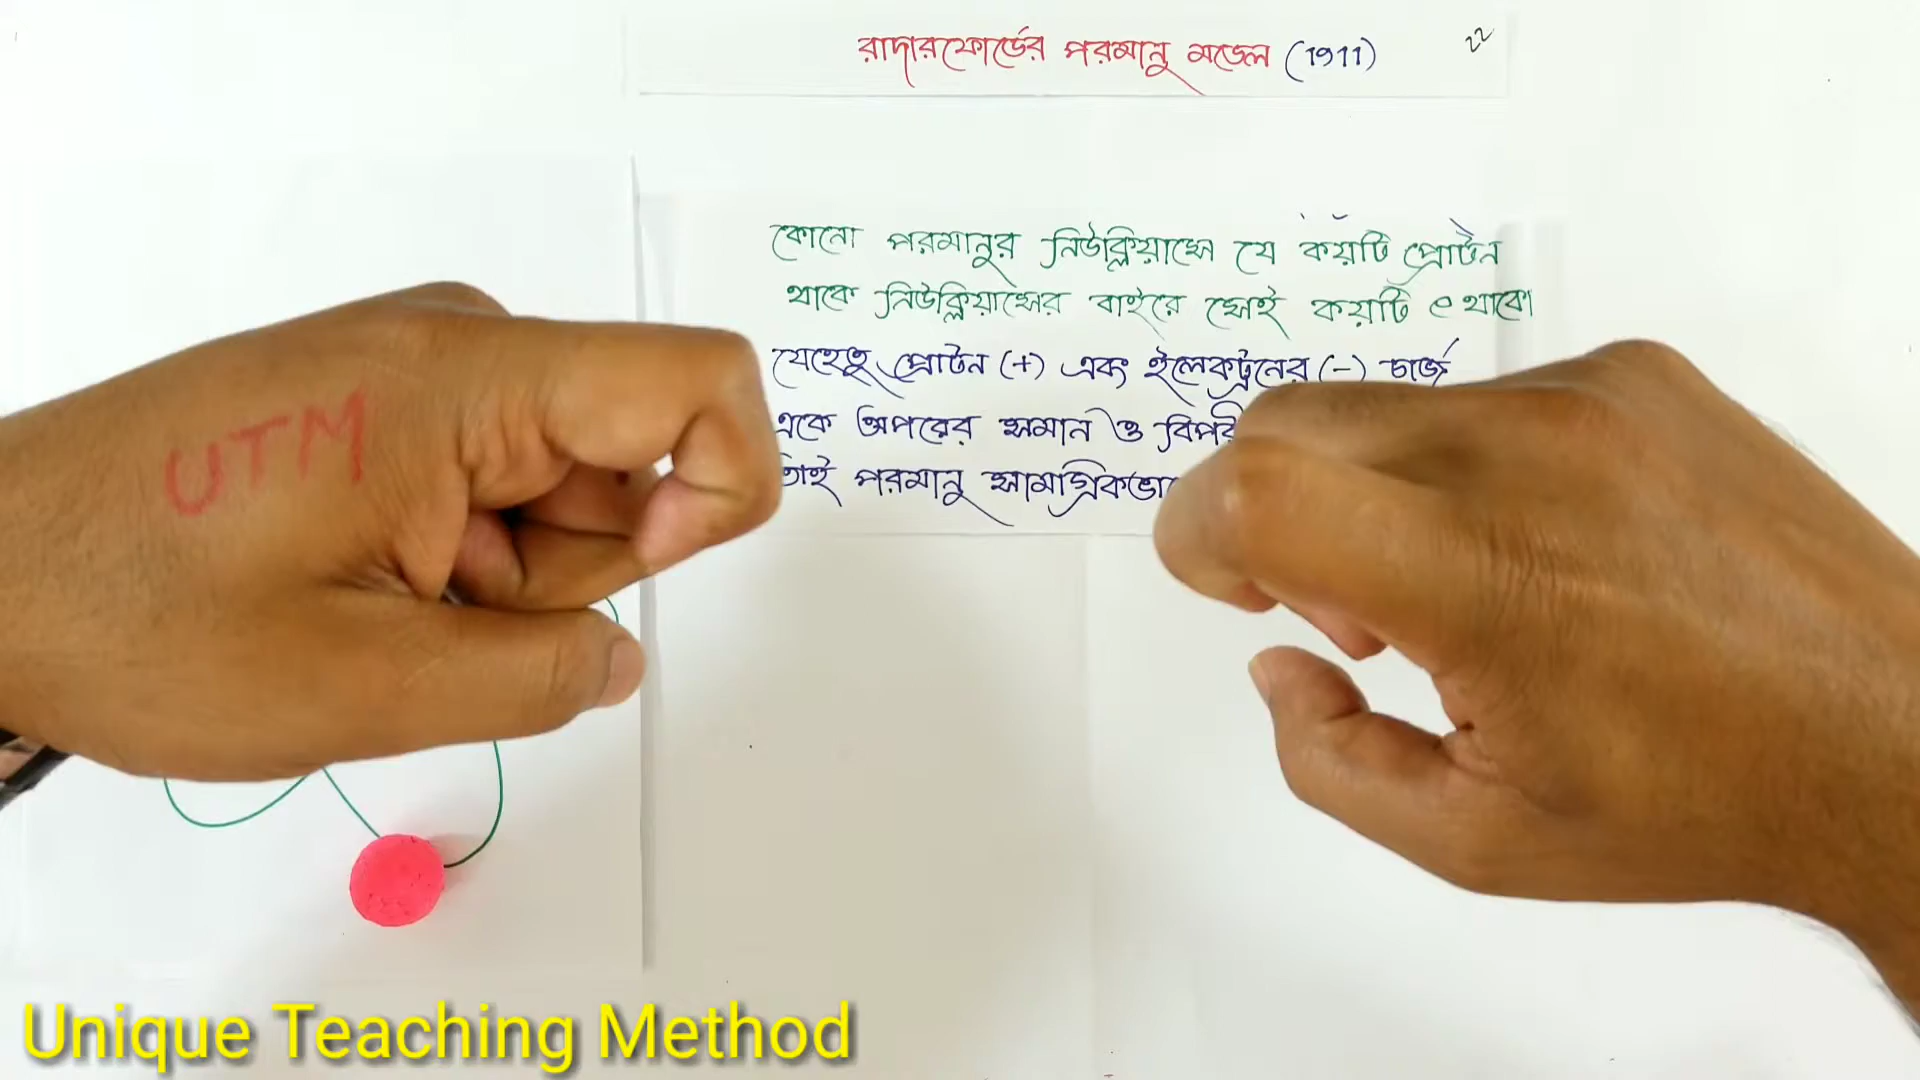 রাদারফোর্ডের পরমানু মডেল (1911)
22
কোনো পরমানুর নিউক্লিয়াসে যে কয়টি প্রোটন
থাকে নিউক্লিয়াসের বাইরে সেই কয়টি e থাকে।
যেহেতু প্রোটন (+) এবং ইলেকট্রনের (-) চার্জ
একে অপরের সমান ও
তাই পরমানু
UTM
Unique Teaching Method